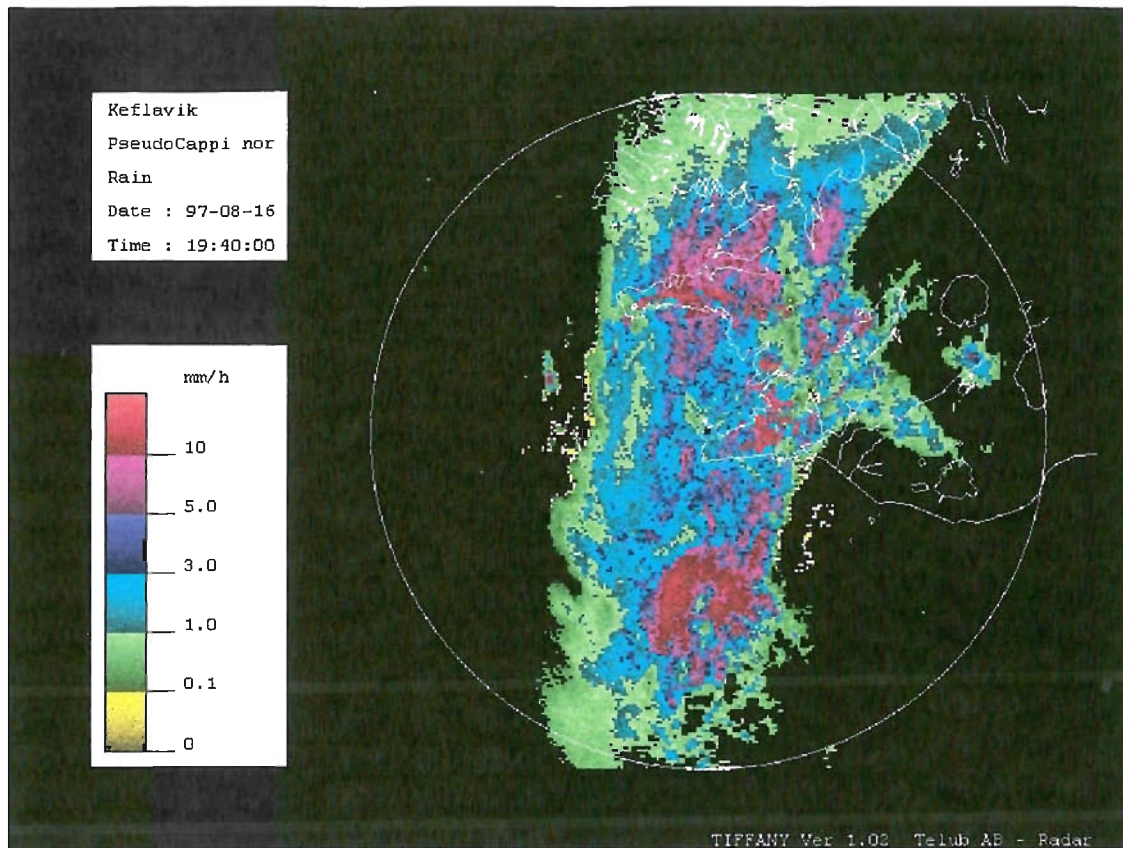 Keflavik
PseudoCappi nor
Rain
Date : 97-08-16
Time : 19:40:00
mm/h
10
5.0
3.0
1.0
0.1
0
TIFFANY Ver 1.02 Telub AB - Radar